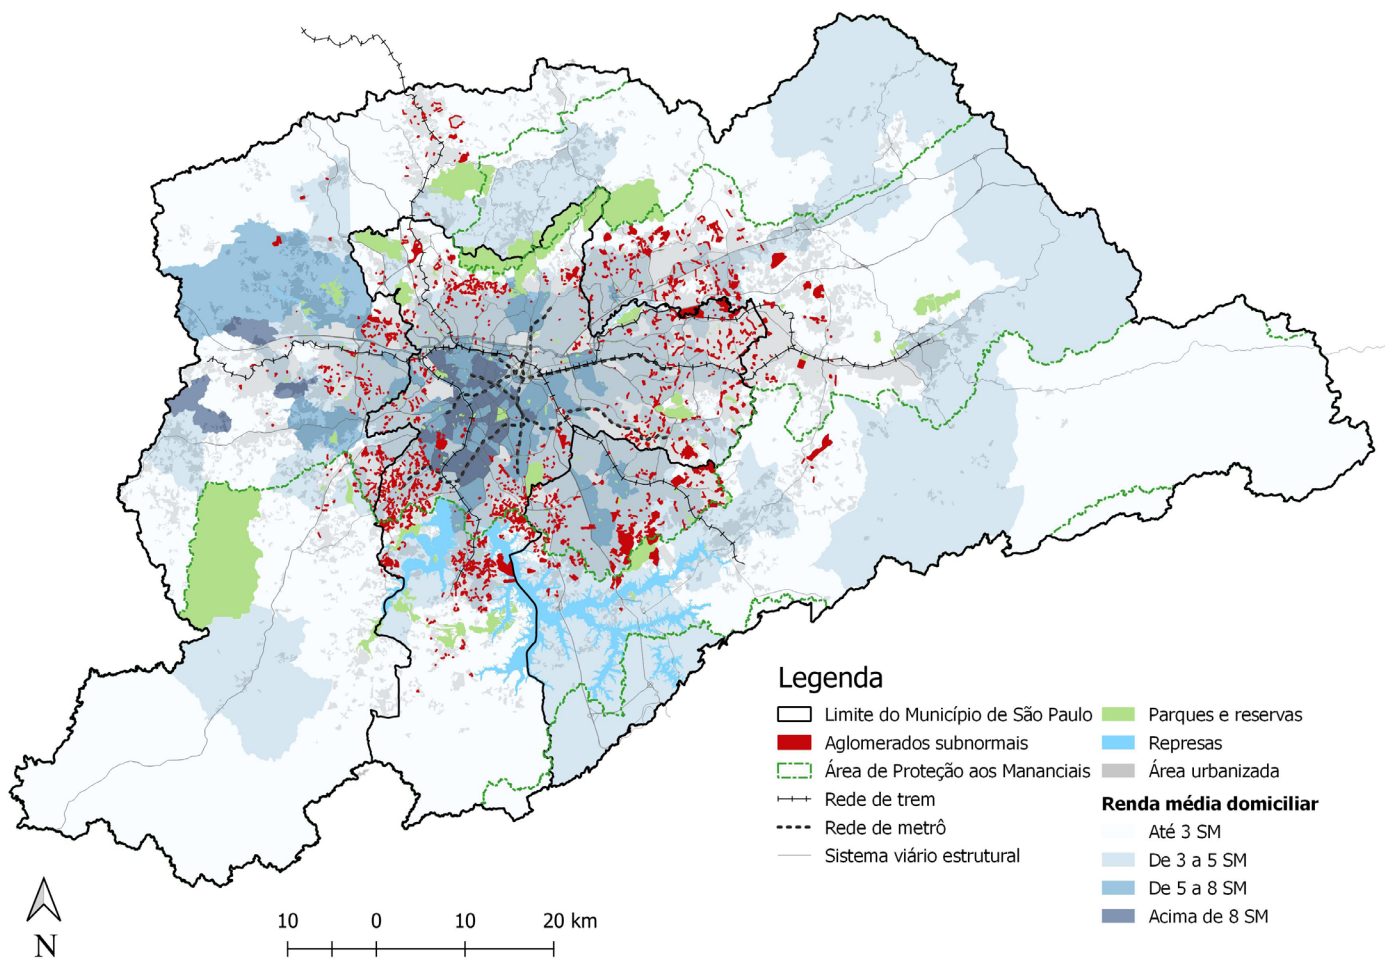 Legenda
Limite do Município de São Paulo
Aglomerados subnormais
Área de Proteção aos Mananciais
Rede de trem
Rede de metrô
Sistema viário estrutural
Parques e reservas
Represas
Área urbanizada
Renda média domiciliar
Até 3 SM
De 3 a 5 SM
De 5 a 8 SM
Acima de 8 SM
N
10 0 10 20 km